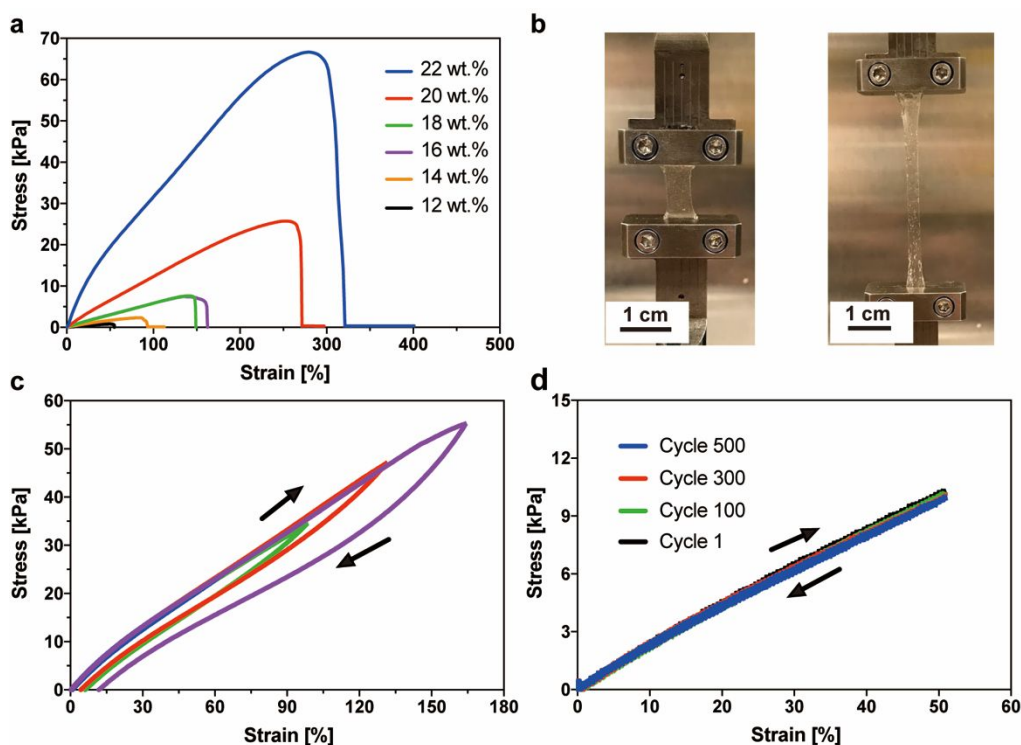 a
70
60
50
40
30
20
10
0
Stress [kPa]
22 wt.%
20 wt.%
18 wt.%
16 wt.%
14 wt.%
12 wt.%
0 100 200 300 400 500
Strain [%]
b
1 cm
1 cm
c
60
50
40
30
20
10
0
Stress [kPa]
0 30 60 90 120 150 180
Strain [%]
d
15
12
9
6
3
0
Stress [kPa]
Cycle 500
Cycle 300
Cycle 100
Cycle 1
0 10 20 30 40 50 60
Strain [%]